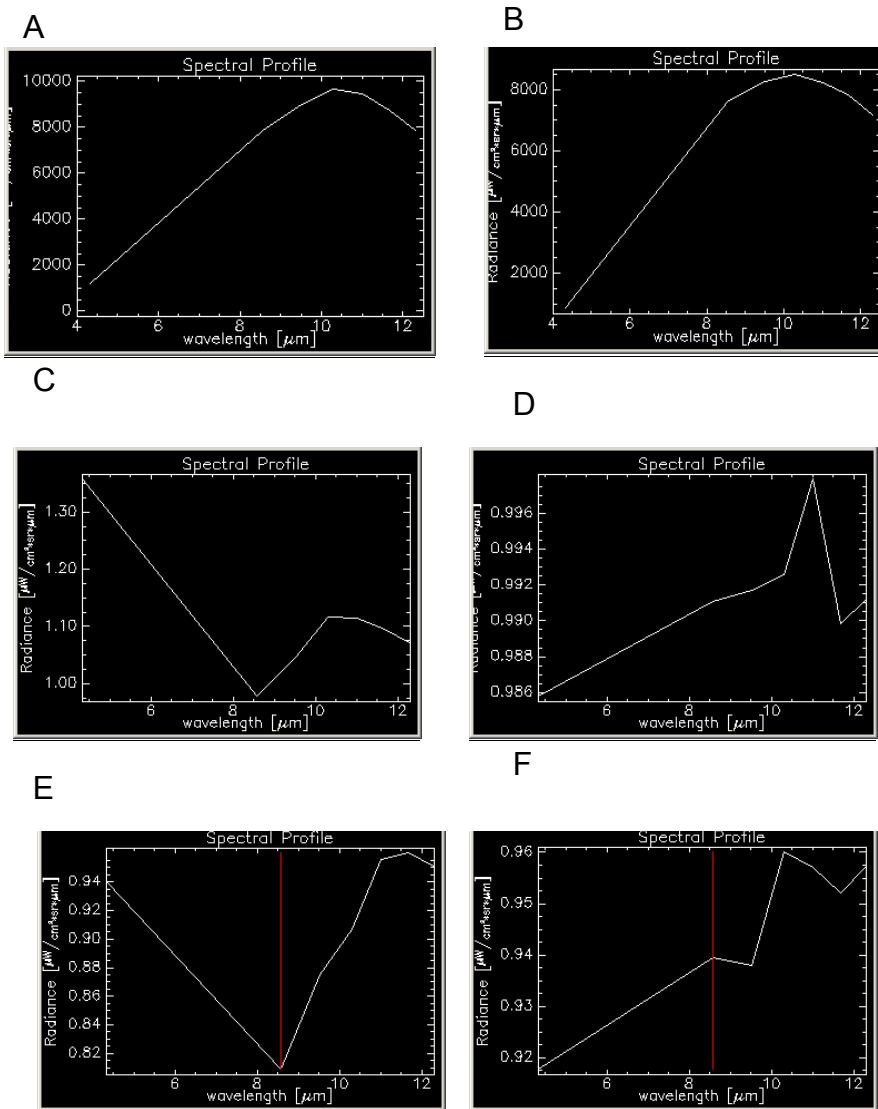 A
B
Spectral Profile
10000
8000
6000
4000
2000
0
4 6 8 10 12
wavelength [μm]
Spectral Profile
Radiance [μW/cm²*sr*μm]
8000
6000
4000
2000
4 6 8 10 12
wavelength [μm]
C
D
Spectral Profile
Radiance [μW/cm²*sr*μm]
1.30
1.20
1.10
1.00
6 8 10 12
wavelength [μm]
Spectral Profile
0.996
0.994
0.992
0.990
0.988
0.986
6 8 10 12
wavelength [μm]
E
F
Spectral Profile
Radiance [μW/cm²*sr*μm]
0.94
0.92
0.90
0.88
0.86
0.84
0.82
6 8 10 12
wavelength [μm]
Spectral Profile
Radiance [μW/cm²*sr*μm]
0.96
0.95
0.94
0.93
0.92
6 8 10 12
wavelength [μm]